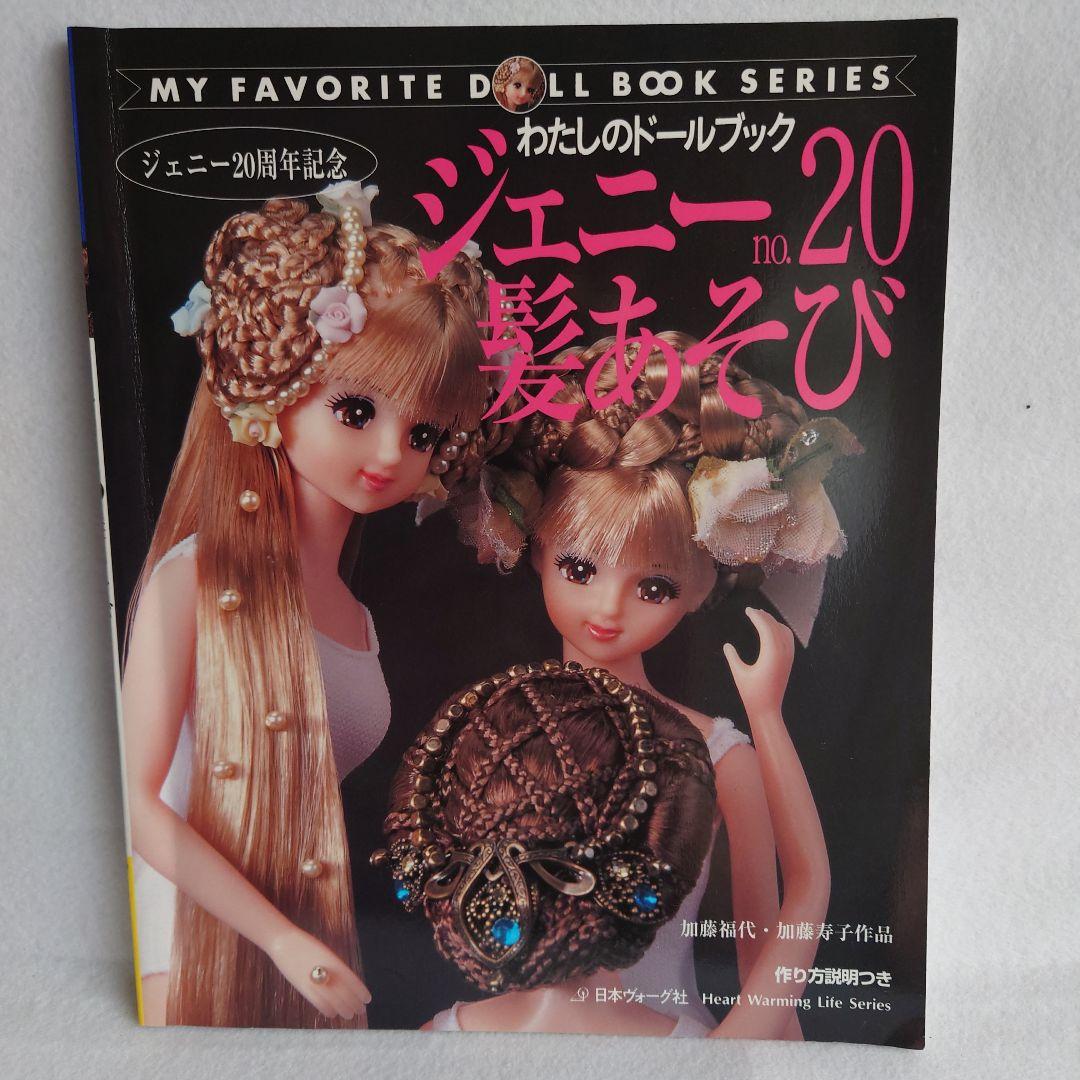 MY FAVORITE DOLL BOOK SERIES
わたしのドールブック
ジェニー20周年記念
ジェニー no.20
髪あそび
加藤福代・加藤寿子作品
作り方説明つき
日本ヴォーグ社 Heart Warming Life Series